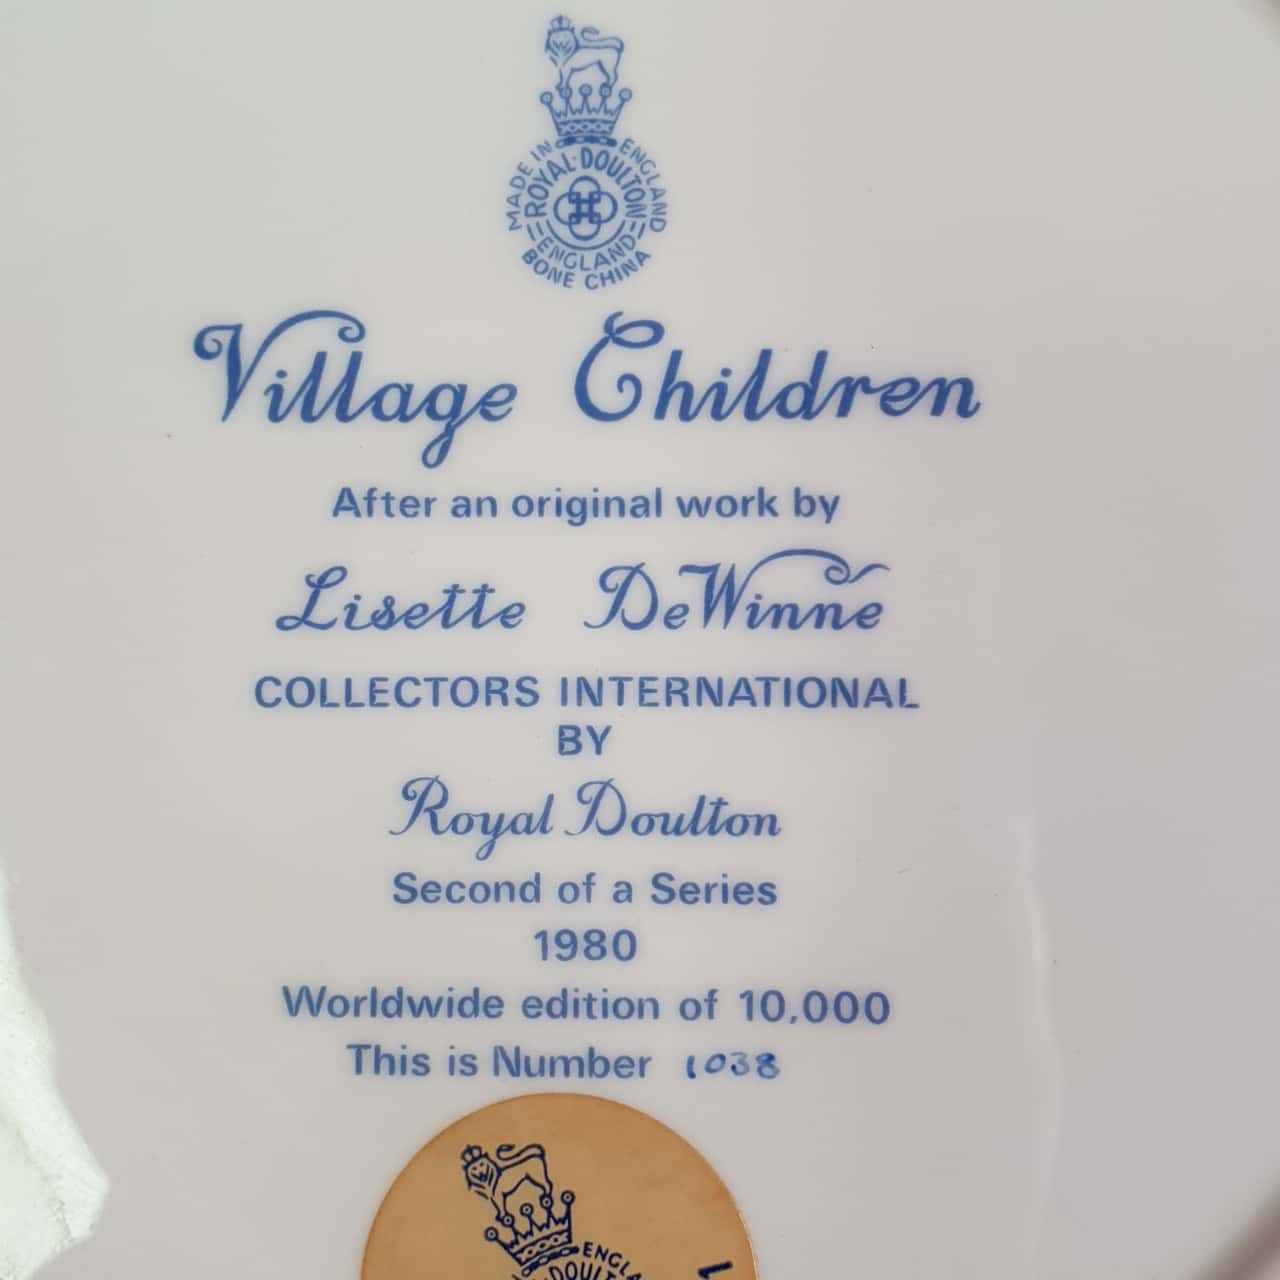 MADE IN ENGLAND
ROYAL·DOULTON
ENGLAND
BONE CHINA
Village Children
After an original work by
Lisette DeWinne
COLLECTORS INTERNATIONAL
BY
Royal Doulton
Second of a Series
1980
Worldwide edition of 10,000
This is Number 1038